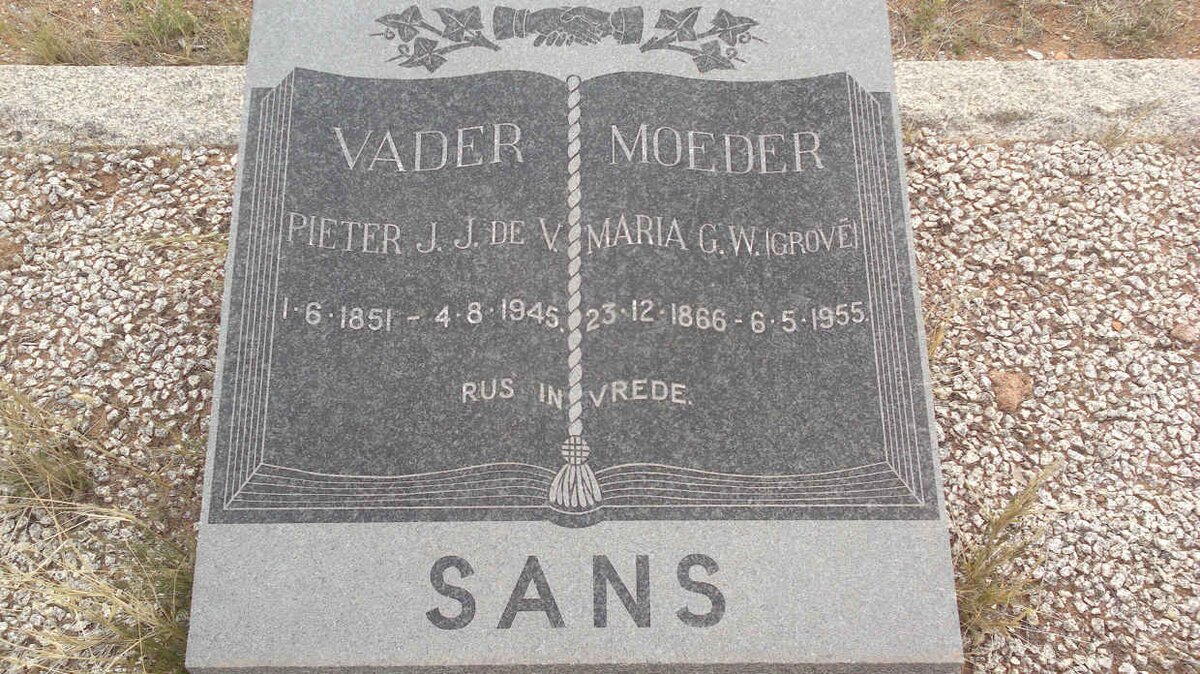 VADER MOEDER
PIETER J. J. DE V. MARIA G. W. (GROVÉ)
1·6·1851 – 4·8·1945. 23·12·1866 – 6·5·1955.
RUS IN VREDE.
SANS